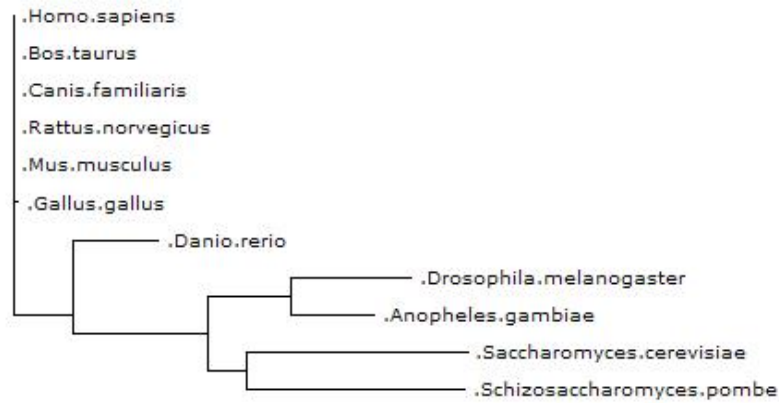 .Homo.sapiens
.Bos.taurus
.Canis.familiaris
.Rattus.norvegicus
.Mus.musculus
.Gallus.gallus
.Danio.rerio
.Drosophila.melanogaster
.Anopheles.gambiae
.Saccharomyces.cerevisiae
.Schizosaccharomyces.pombe